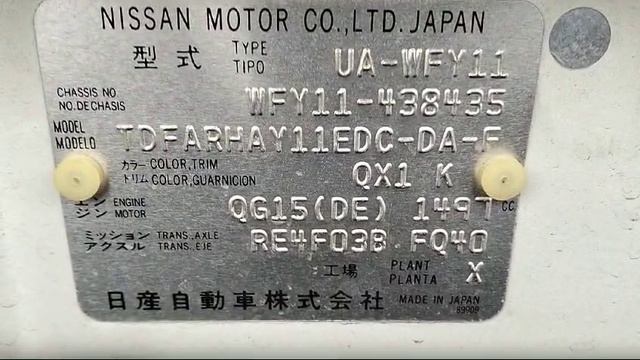 NISSAN MOTOR CO.,LTD. JAPAN
型式 TYPE TIPO UA-WFY11
CHASSIS NO NO.DE CHASIS WFY11-438435
MODEL MODELO TDFARHAY11EDC-DA-F
カラー COLOR,TRIM トリム COLOR,GUARNICION QX1 K
エンジン ENGINE MOTOR QG15(DE) 1497 CC
ミッション TRANS.,AXLE アクスル TRANS.,EJE RE4F03B FQ40
工場 PLANT PLANTA X
日産自動車株式会社 MADE IN JAPAN